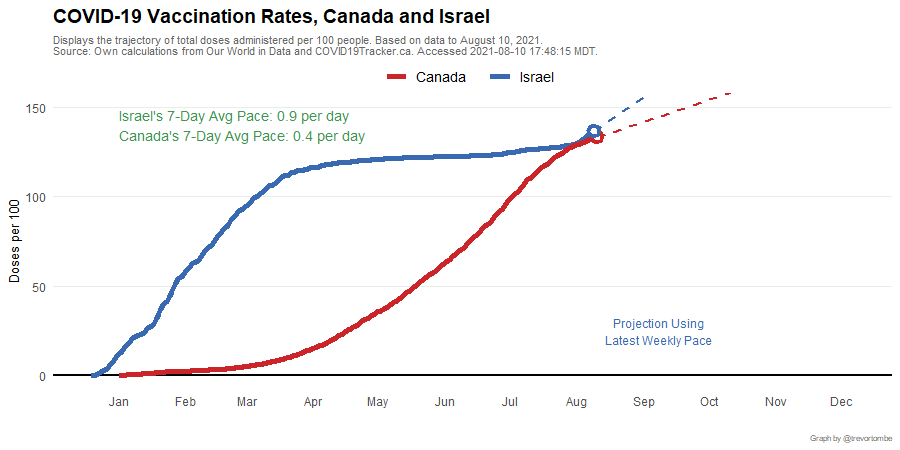 COVID-19 Vaccination Rates, Canada and Israel
Displays the trajectory of total doses administered per 100 people. Based on data to August 10, 2021.
Source: Own calculations from Our World in Data and COVID19Tracker.ca. Accessed 2021-08-10 17:48:15 MDT.
Canada Israel
150
Israel's 7-Day Avg Pace: 0.9 per day
Canada's 7-Day Avg Pace: 0.4 per day
100
Doses per 100
50
Projection Using
Latest Weekly Pace
0
Jan Feb Mar Apr May Jun Jul Aug Sep Oct Nov Dec
Graph by @trevortombe